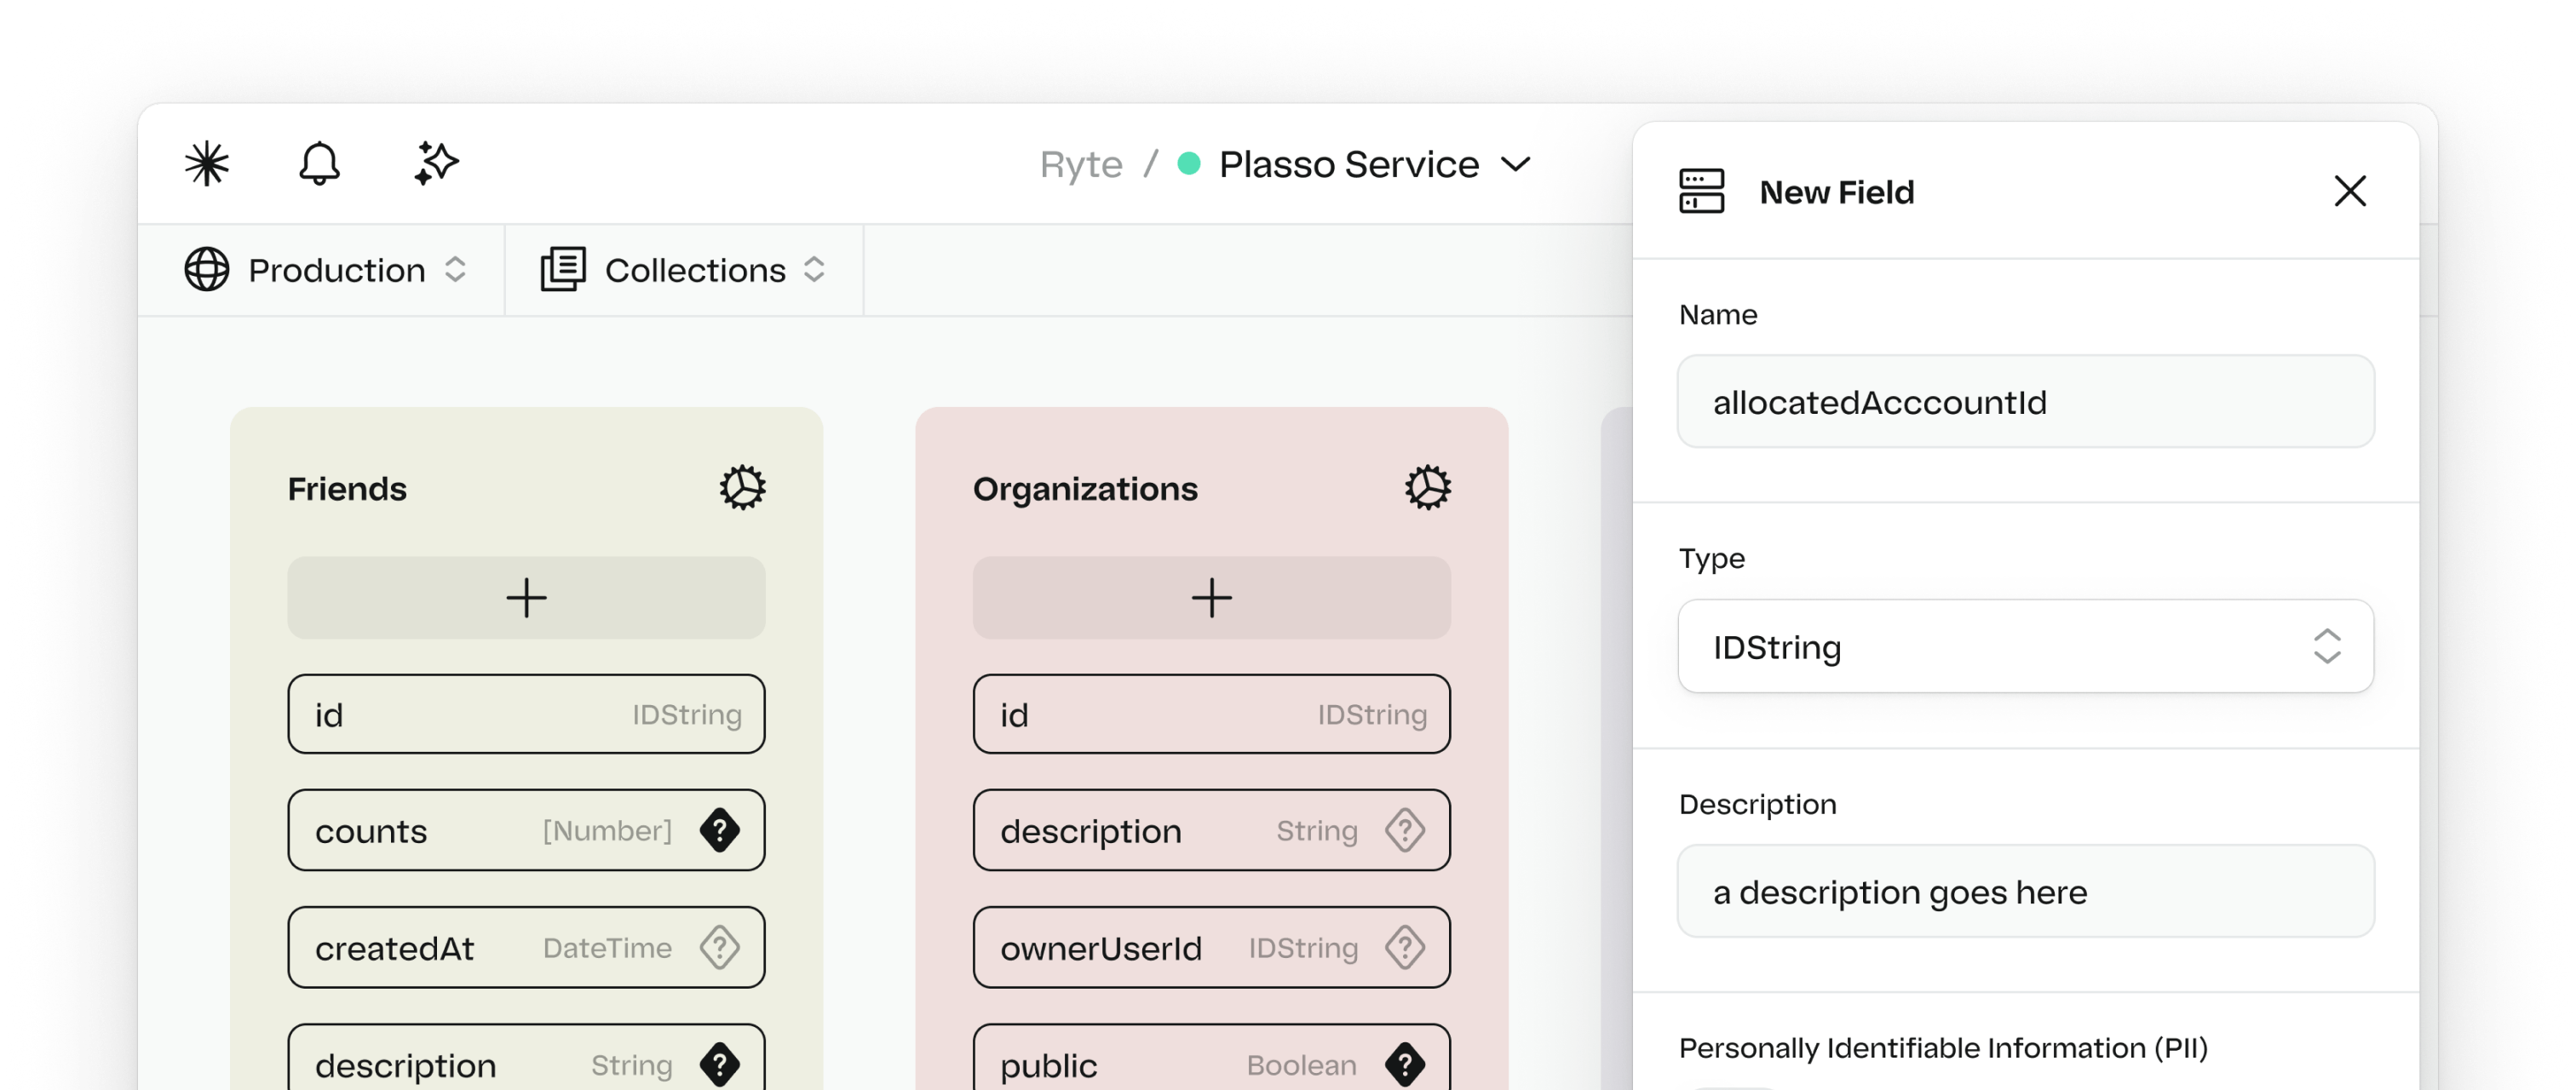 Ryte / Plasso Service
Production
Collections
Friends
id IDString
counts [Number] ?
createdAt DateTime ?
description String ?
Organizations
id IDString
description String ?
ownerUserId IDString ?
public Boolean ?
New Field
Name
allocatedAcccountId
Type
IDString
Description
a description goes here
Personally Identifiable Information (PII)